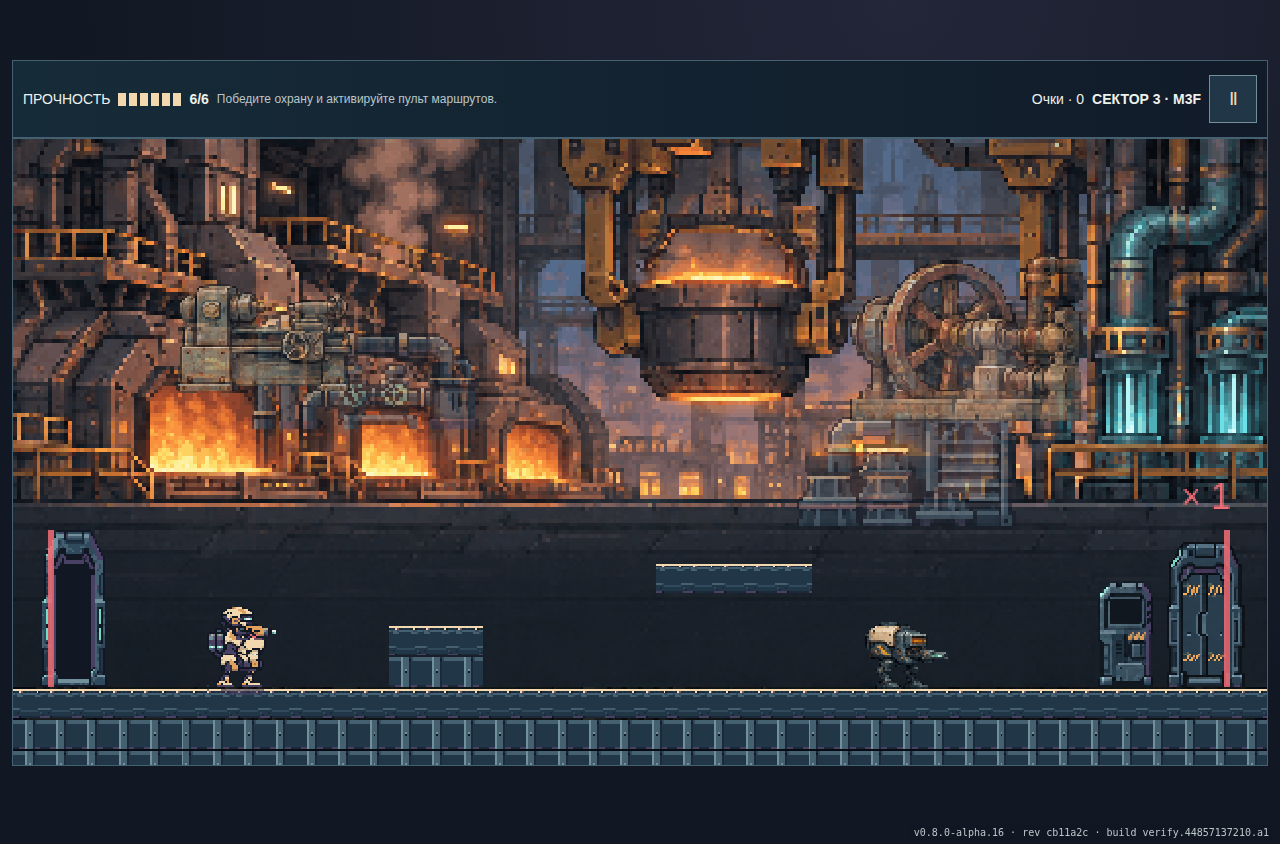 ПРОЧНОСТЬ 6/6 Победите охрану и активируйте пульт маршрутов.
Очки · 0 СЕКТОР 3 · M3F
× 1
v0.8.0-alpha.16 · rev cb11a2c · build verify.44857137210.a1